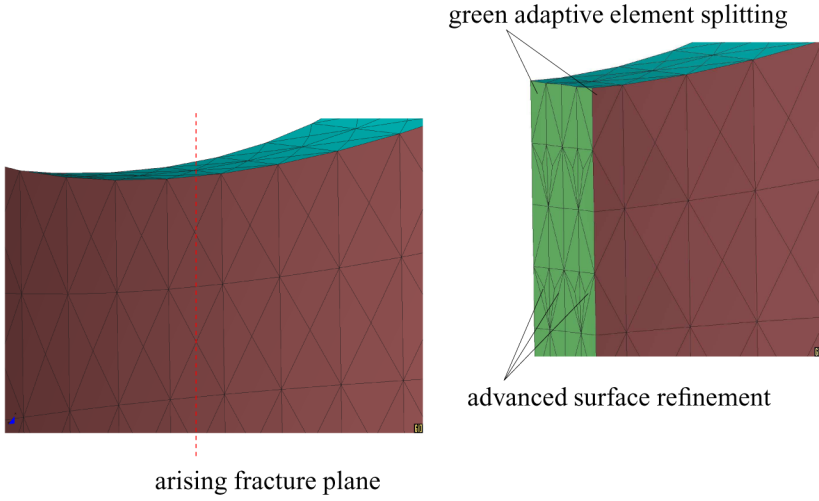 green adaptive element splitting
advanced surface refinement
arising fracture plane